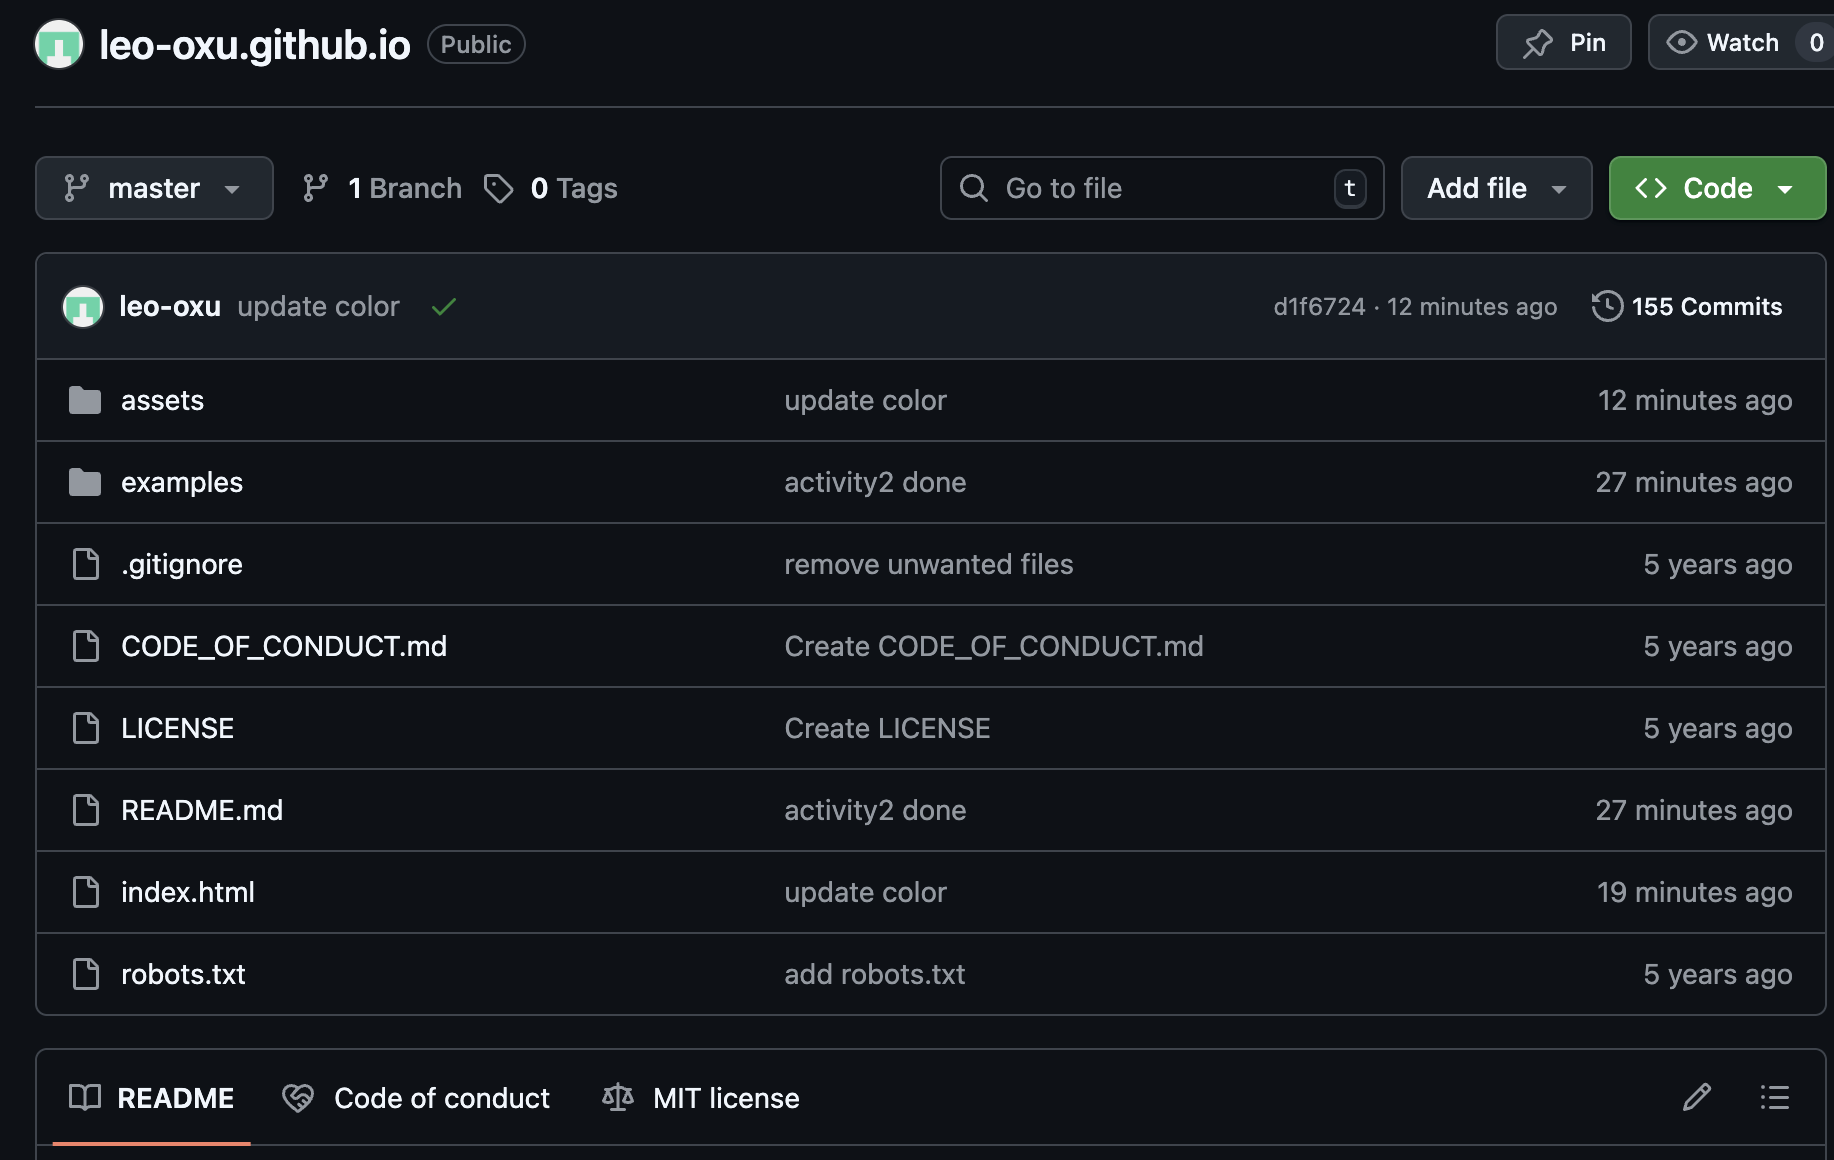 leo-oxu.github.io Public Pin Watch 0
master 1 Branch 0 Tags Go to file t Add file <> Code
leo-oxu update color d1f6724 · 12 minutes ago 155 Commits
assets update color 12 minutes ago
examples activity2 done 27 minutes ago
.gitignore remove unwanted files 5 years ago
CODE_OF_CONDUCT.md Create CODE_OF_CONDUCT.md 5 years ago
LICENSE Create LICENSE 5 years ago
README.md activity2 done 27 minutes ago
index.html update color 19 minutes ago
robots.txt add robots.txt 5 years ago
README Code of conduct MIT license